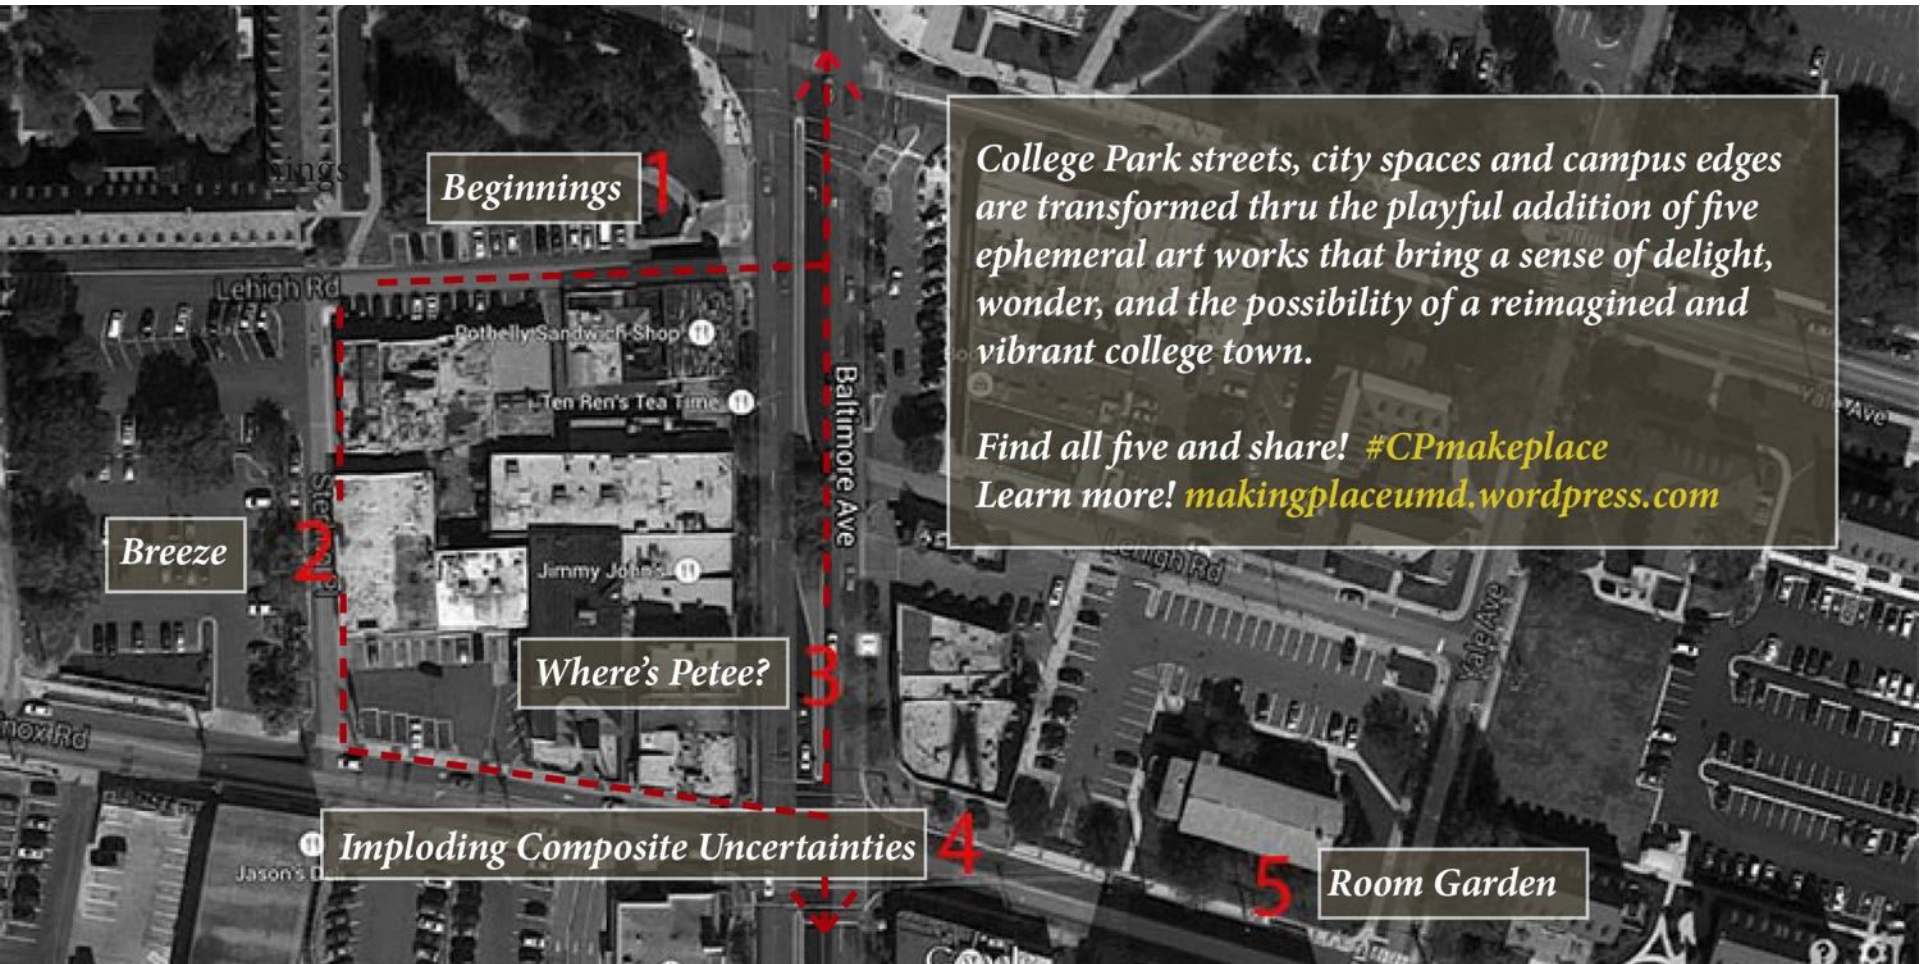 Beginnings
1
College Park streets, city spaces and campus edges
are transformed thru the playful addition of five
ephemeral art works that bring a sense of delight,
wonder, and the possibility of a reimagined and
vibrant college town.
Find all five and share! #CPmakeplace
Learn more! makingplaceumd.wordpress.com
Lehigh Rd
Potbelly Sandwich Shop
Ten Ren's Tea Time
Baltimore Ave
Yale Ave
Breeze
2
Jimmy John's
Lehigh Rd
Yale Ave
Where's Petee?
3
nox Rd
Imploding Composite Uncertainties
4
Jason's D
5
Room Garden
?